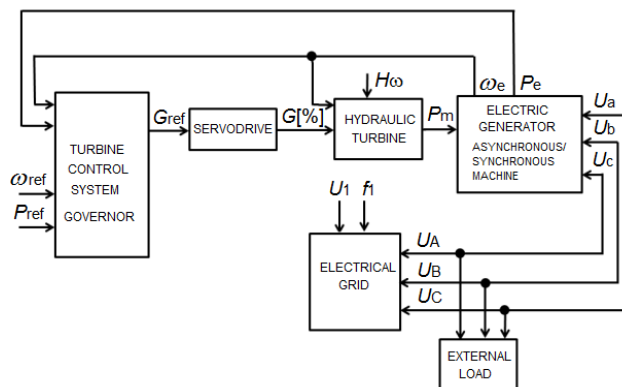 ωe Pe
Hω
Ua
Ub
Uc
Gref
G[%]
Pm
TURBINE
CONTROL
SYSTEM
GOVERNOR
SERVODRIVE
HYDRAULIC
TURBINE
ELECTRIC
GENERATOR
ASYNCHRONOUS/
SYNCHRONOUS
MACHINE
ωref
Pref
U1 f1
ELECTRICAL
GRID
UA
UB
UC
EXTERNAL
LOAD